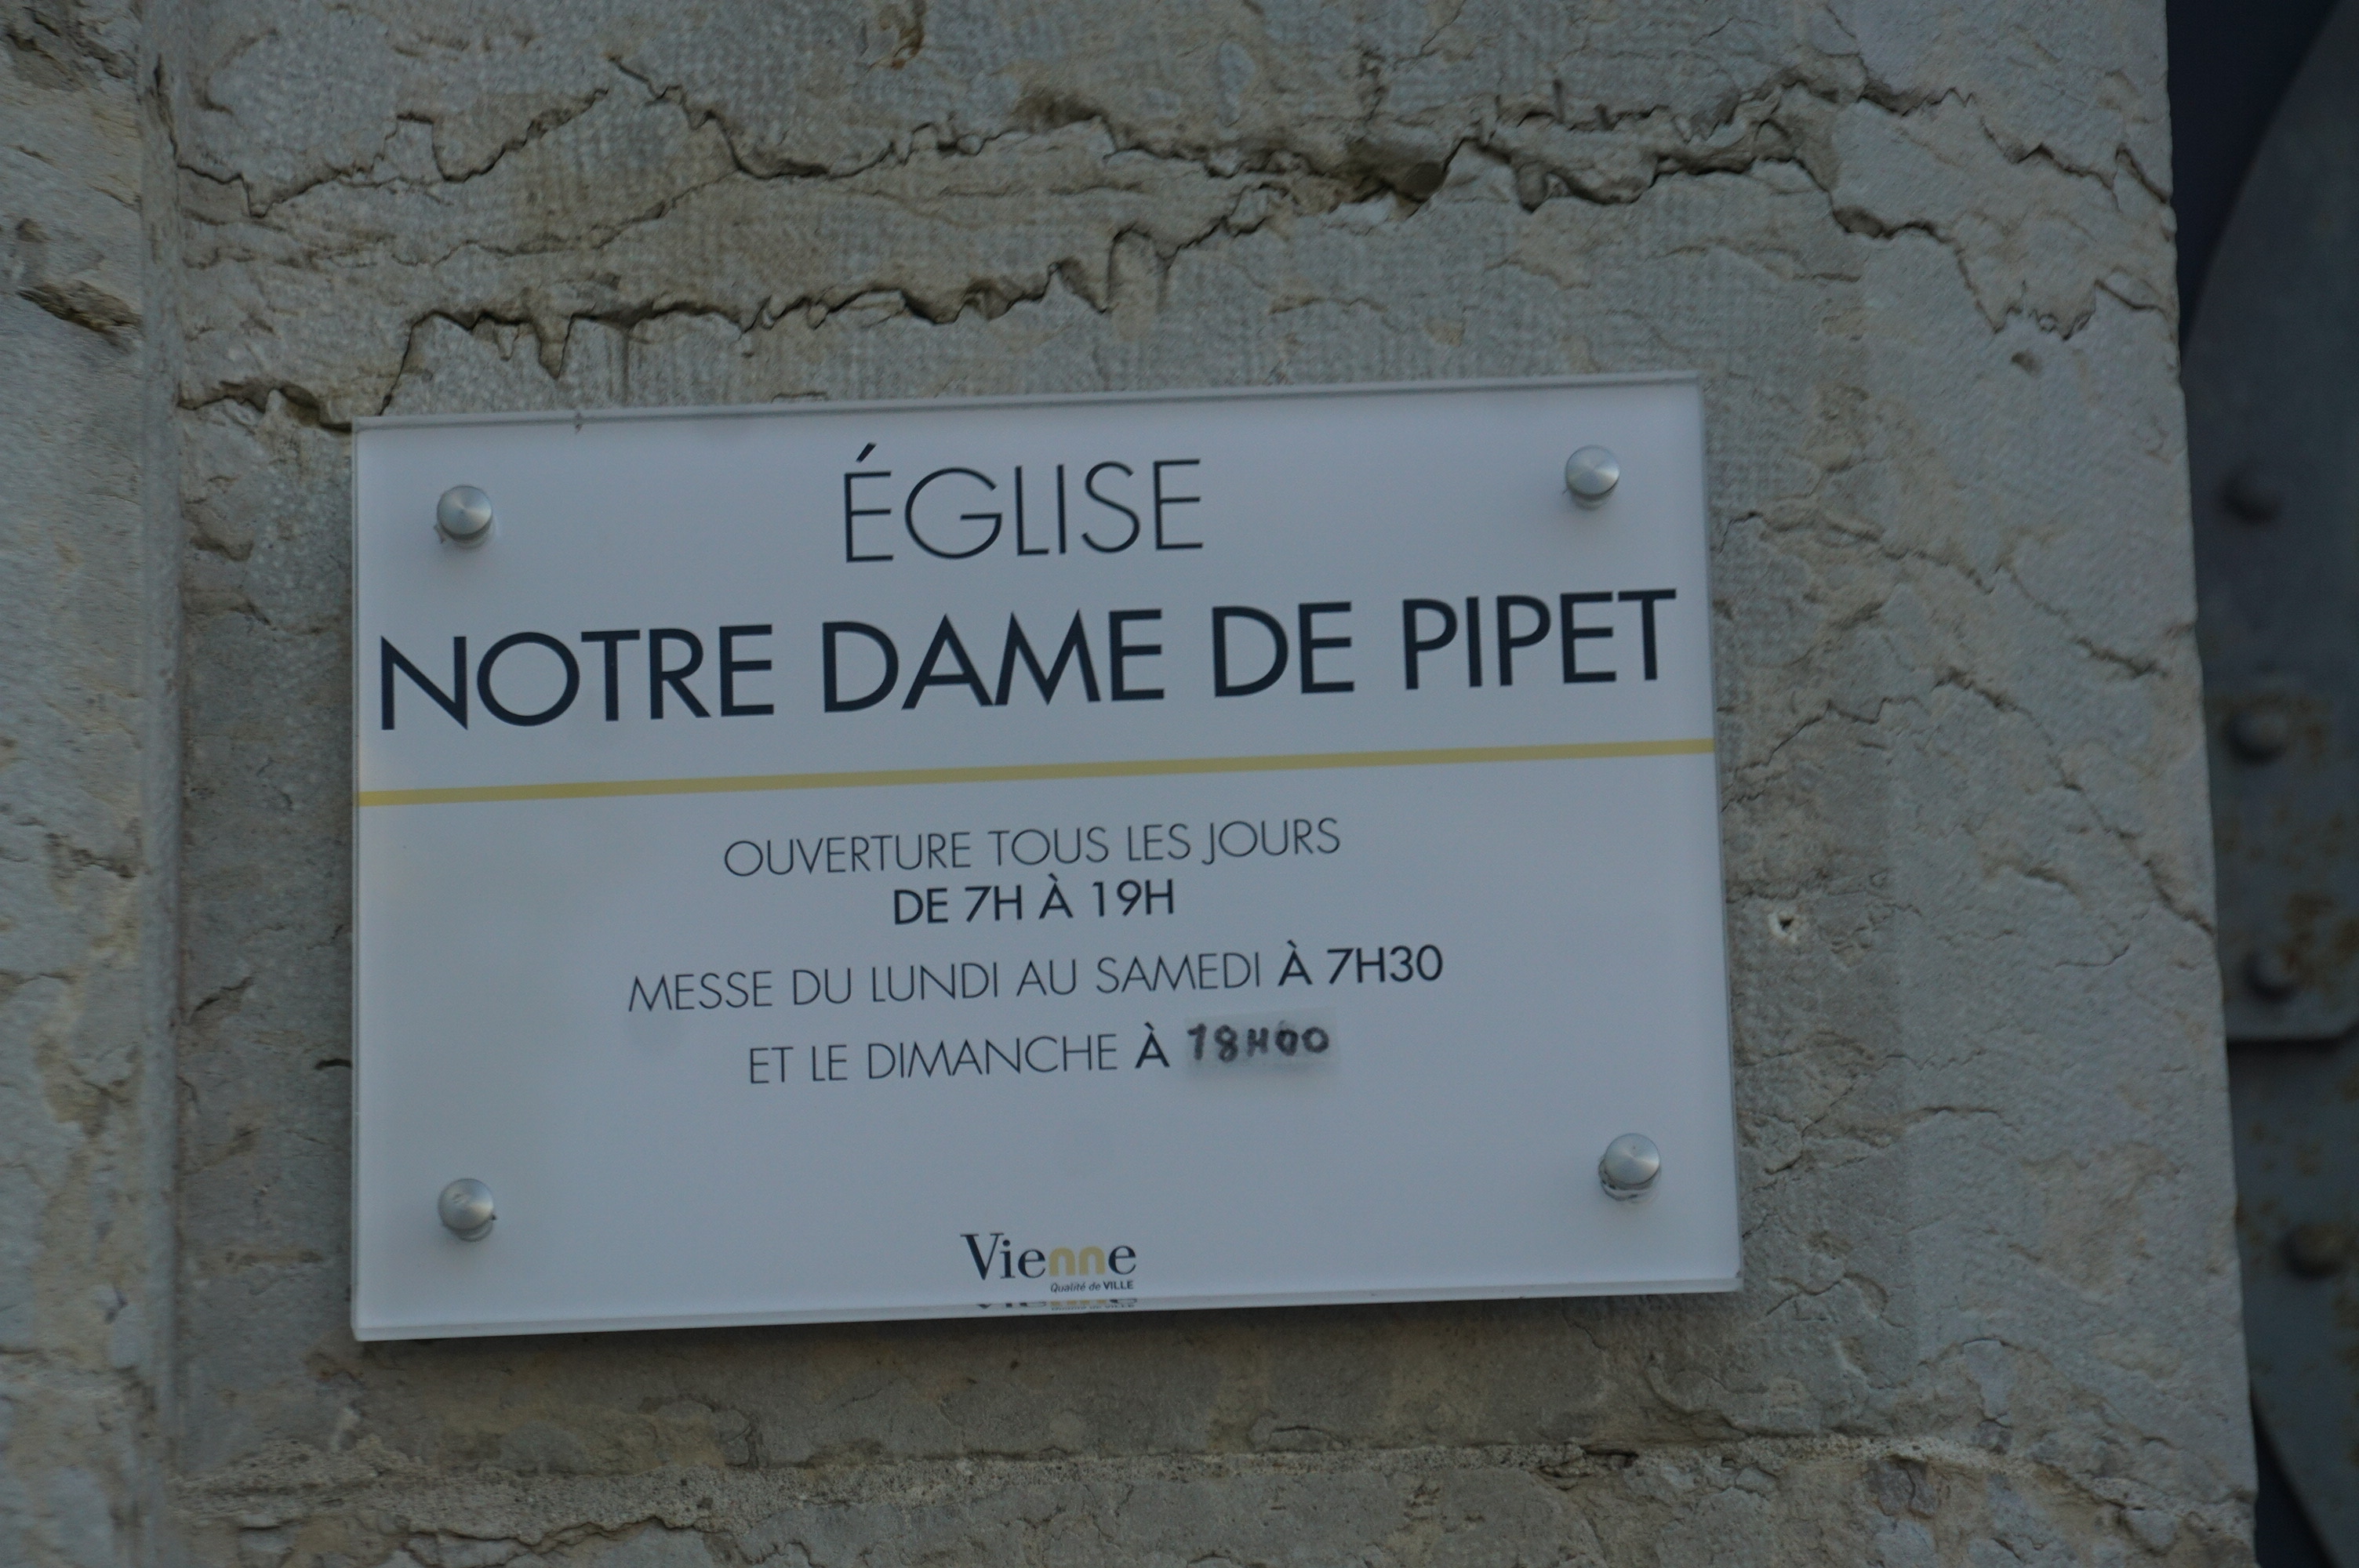 ÉGLISE
NOTRE DAME DE PIPET
OUVERTURE TOUS LES JOURS
DE 7H À 19H
MESSE DU LUNDI AU SAMEDI À 7H30
ET LE DIMANCHE À 18H00
Vienne
Qualité de VILLE